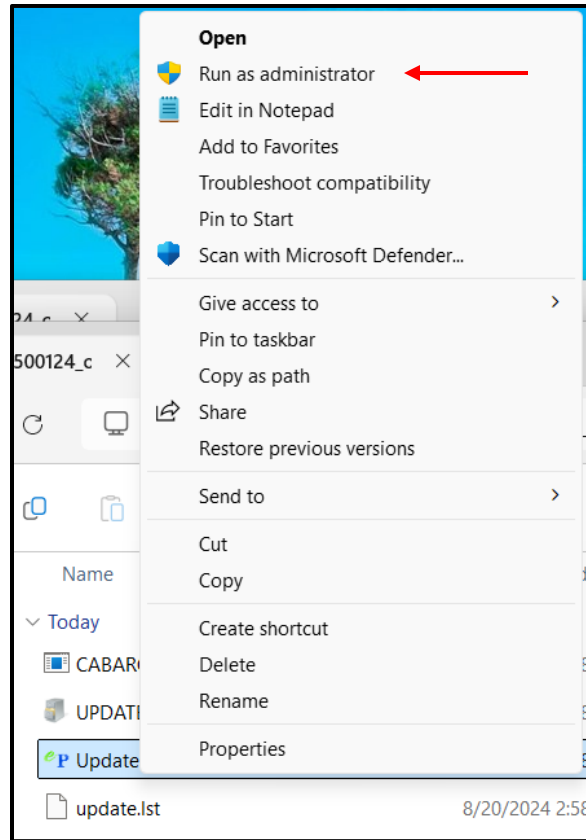 Open
Run as administrator
Edit in Notepad
Add to Favorites
Troubleshoot compatibility
Pin to Start
Scan with Microsoft Defender...
Give access to
Pin to taskbar
500124_c
Copy as path
Share
Restore previous versions
Send to
Cut
Name
Copy
Today
Create shortcut
CABAR
Delete
Rename
UPDAT
Update
Properties
update.lst 8/20/2024 2:58